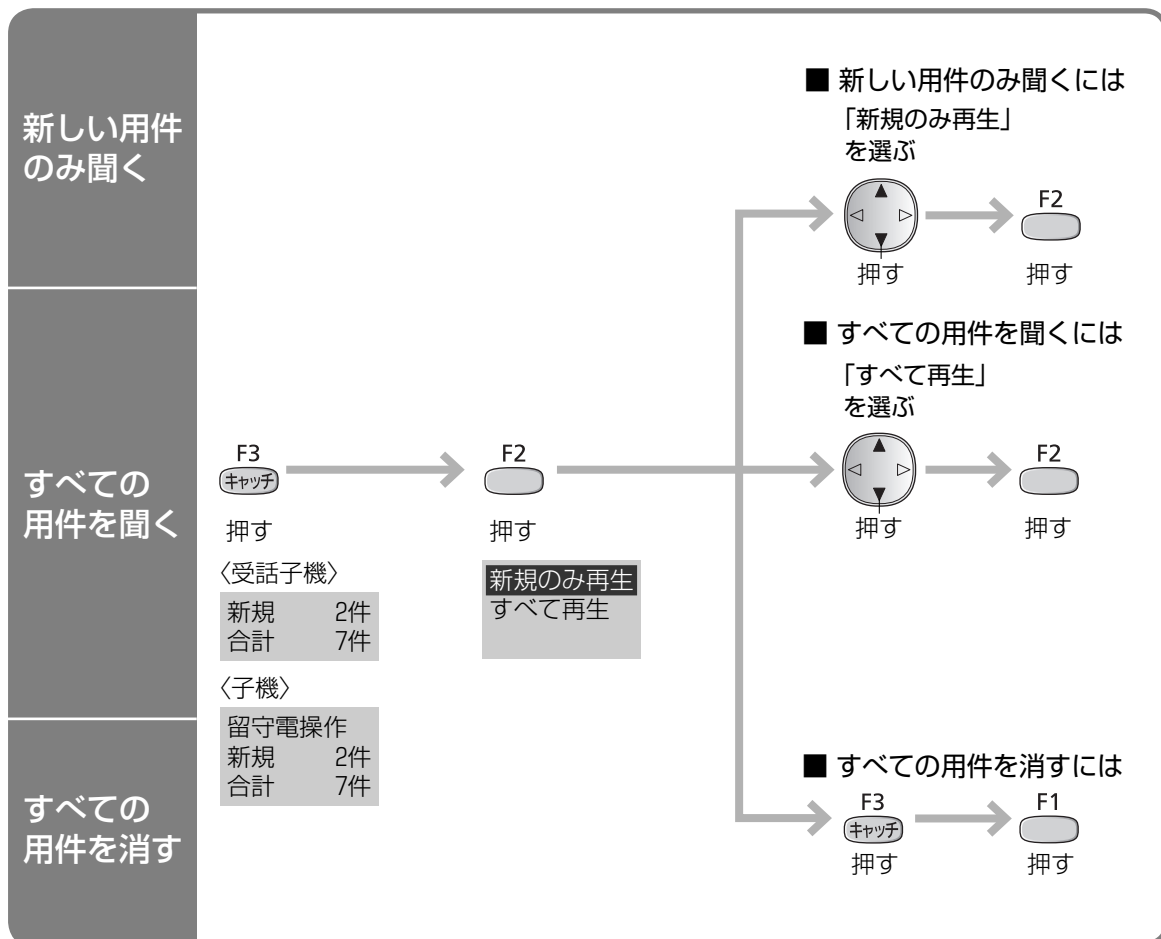 新しい用件
のみ聞く
すべての
用件を聞く
すべての
用件を消す
F3
キャッチ
押す
〈受話子機〉
新規 2件
合計 7件
〈子機〉
留守電操作
新規 2件
合計 7件
F2
押す
新規のみ再生
すべて再生
■ 新しい用件のみ聞くには
「新規のみ再生」
を選ぶ
押す
F2
押す
■ すべての用件を聞くには
「すべて再生」
を選ぶ
押す
F2
押す
■ すべての用件を消すには
F3
キャッチ
押す
F1
押す